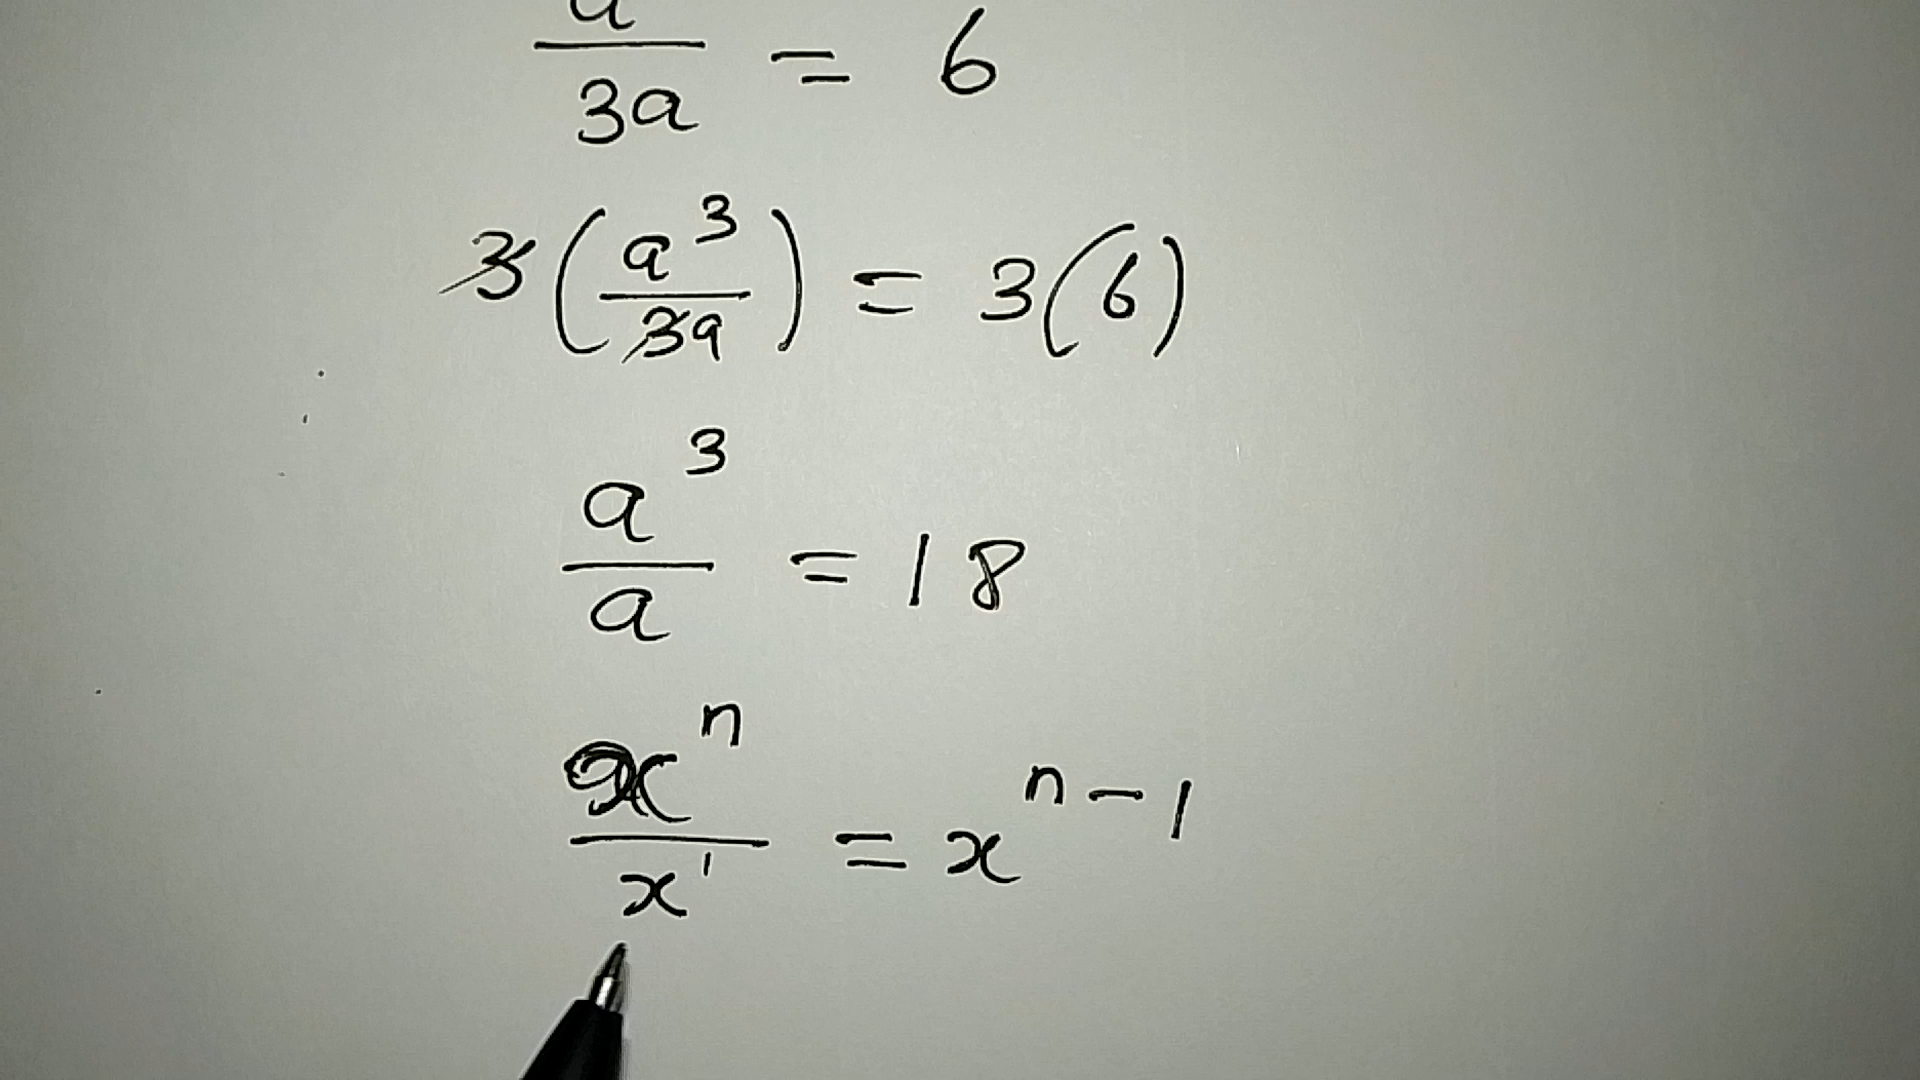 a/3a = 6
3(a³/3a) = 3(6)
a³/a = 18
xⁿ/x¹ = xⁿ⁻¹